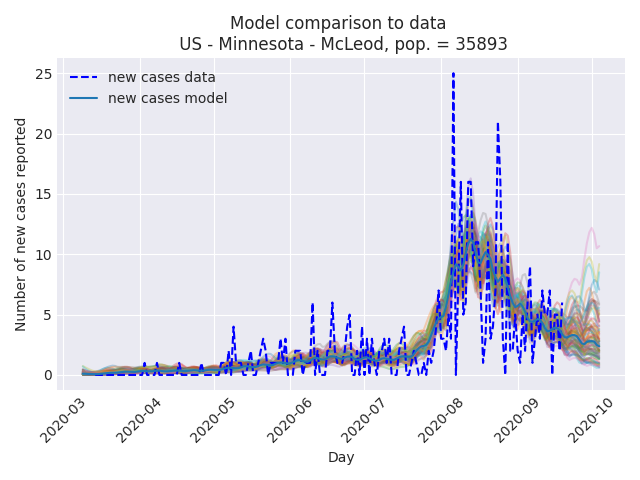 Model comparison to data
US - Minnesota - McLeod, pop. = 35893
new cases data
new cases model
Number of new cases reported
25
20
15
10
5
0
2020-03
2020-04
2020-05
2020-06
2020-07
2020-08
2020-09
2020-10
Day